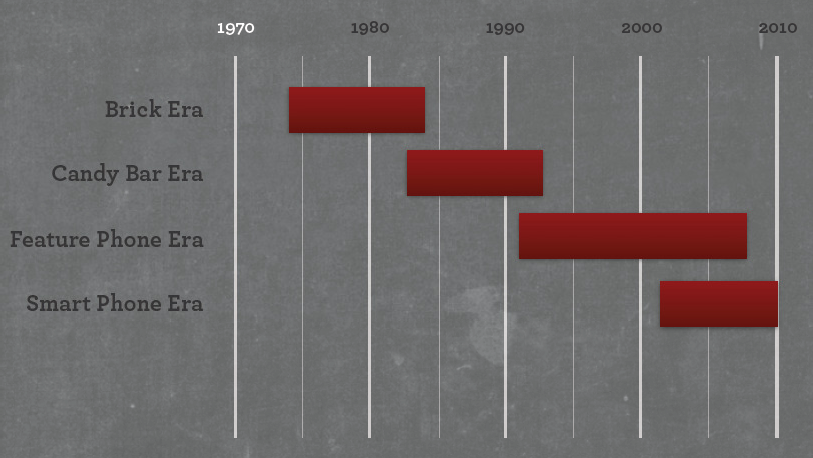 1970 1980 1990 2000 2010
Brick Era
Candy Bar Era
Feature Phone Era
Smart Phone Era